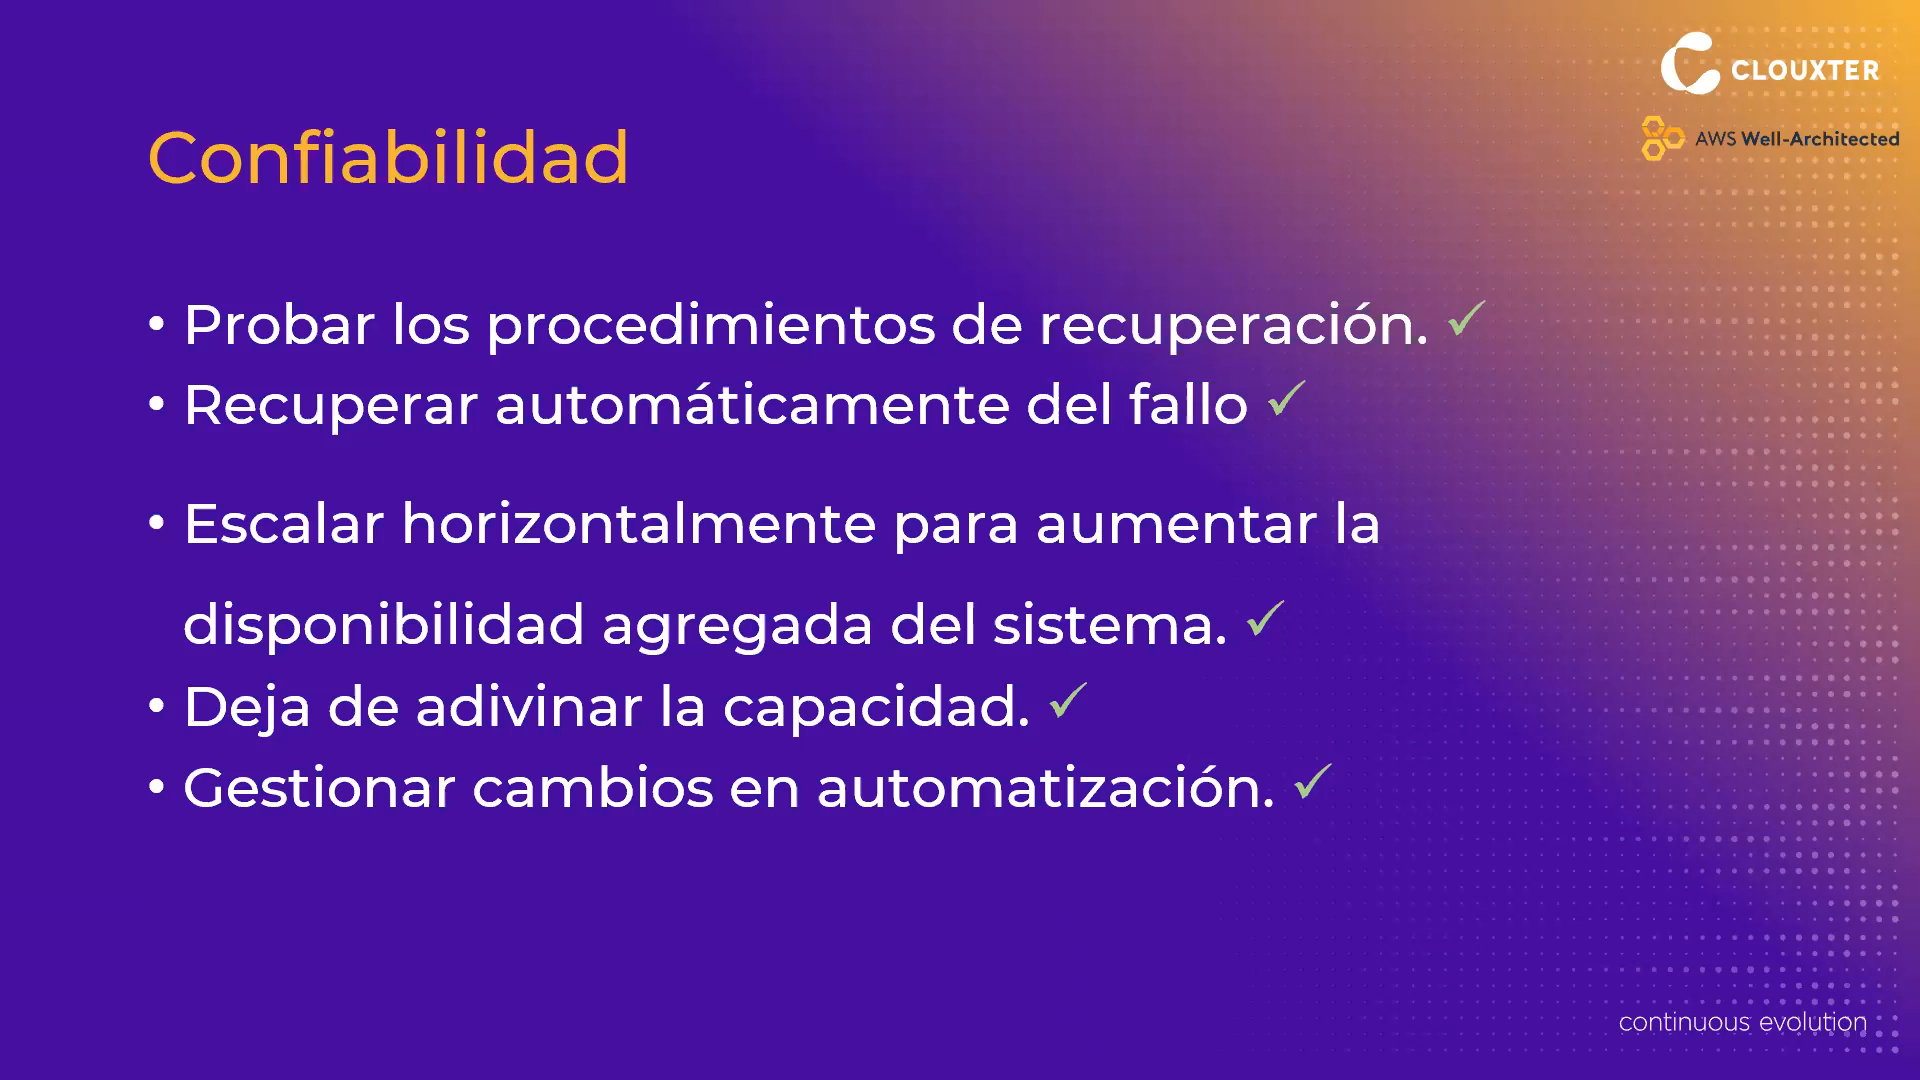 CLOUXTER
AWS Well-Architected
Confiabilidad
• Probar los procedimientos de recuperación. ✓
• Recuperar automáticamente del fallo ✓
• Escalar horizontalmente para aumentar la
disponibilidad agregada del sistema. ✓
• Deja de adivinar la capacidad. ✓
• Gestionar cambios en automatización. ✓
continuous evolution